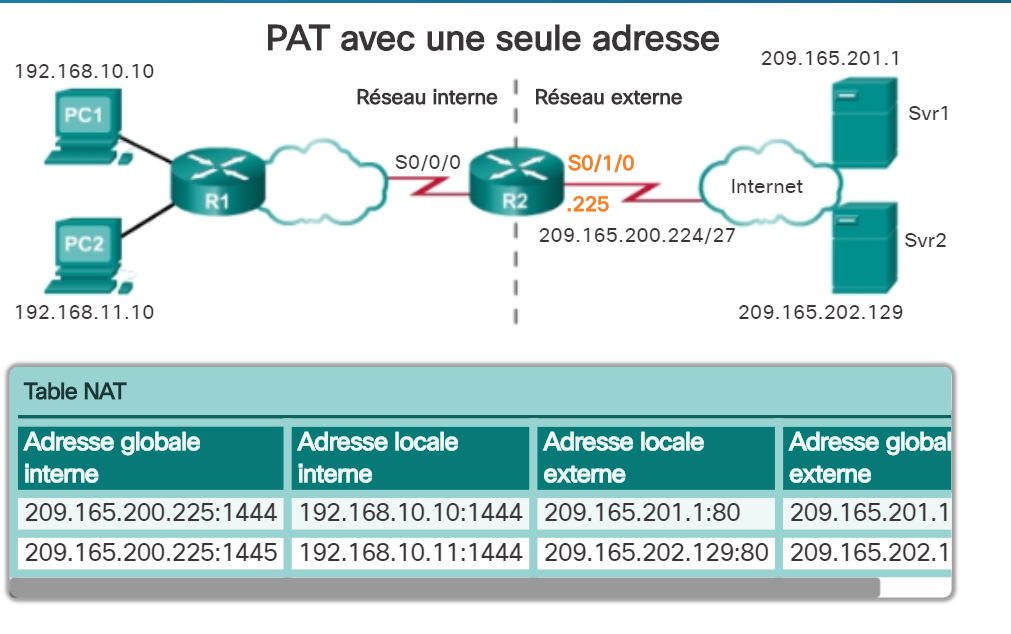 PAT avec une seule adresse
192.168.10.10
209.165.201.1
Réseau interne
Réseau externe
PC1
Svr1
S0/0/0
S0/1/0
R1
R2
.225
Internet
PC2
209.165.200.224/27
Svr2
192.168.11.10
209.165.202.129
Table NAT
Adresse globale interne
Adresse locale interne
Adresse locale externe
Adresse global
externe
209.165.200.225:1444
192.168.10.10:1444
209.165.201.1:80
209.165.201.1
209.165.200.225:1445
192.168.10.11:1444
209.165.202.129:80
209.165.202.1